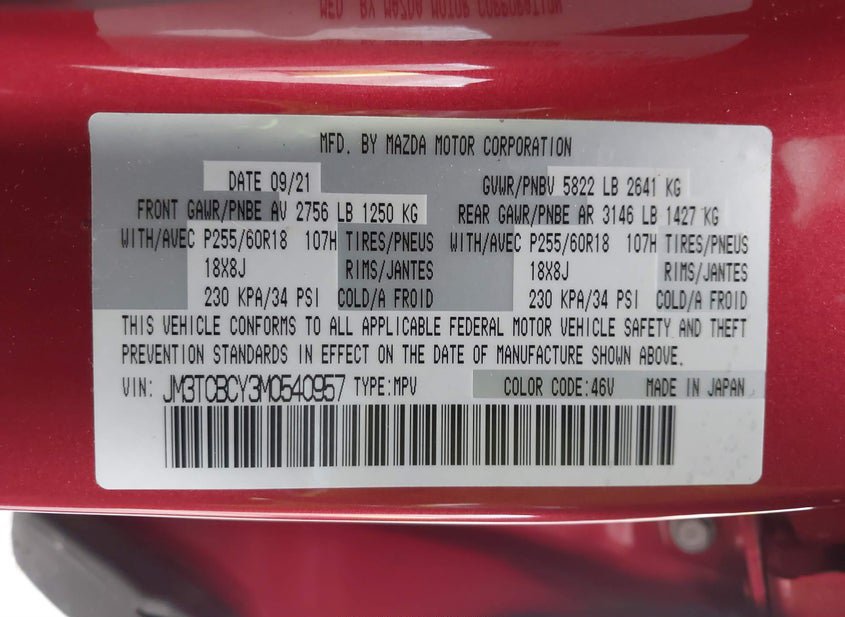 MFD. BY MAZDA MOTOR CORPORATION
MFD. BY MAZDA MOTOR CORPORATION
DATE 09/21 GVWR/PNBV 5822 LB 2641 KG
FRONT GAWR/PNBE AV 2756 LB 1250 KG REAR GAWR/PNBE AR 3146 LB 1427 KG
WITH/AVEC P255/60R18 107H TIRES/PNEUS WITH/AVEC P255/60R18 107H TIRES/PNEUS
18X8J RIMS/JANTES 18X8J RIMS/JANTES
230 KPA/34 PSI COLD/A FROID 230 KPA/34 PSI COLD/A FROID
THIS VEHICLE CONFORMS TO ALL APPLICABLE FEDERAL MOTOR VEHICLE SAFETY AND THEFT
PREVENTION STANDARDS IN EFFECT ON THE DATE OF MANUFACTURE SHOWN ABOVE.
VIN: JM3TCBCY3M0540957 TYPE:MPV COLOR CODE:46V MADE IN JAPAN